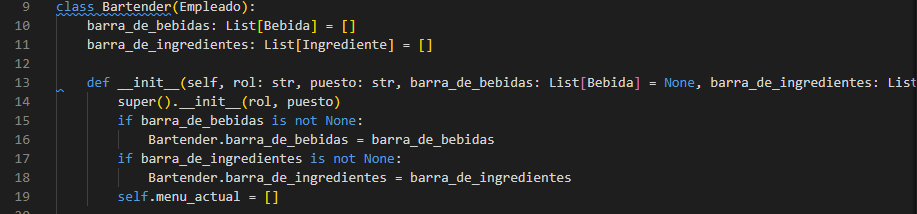 9 class Bartender(Empleado):
10 barra_de_bebidas: List[Bebida] = []
11 barra_de_ingredientes: List[Ingrediente] = []
12
13 def __init__(self, rol: str, puesto: str, barra_de_bebidas: List[Bebida] = None, barra_de_ingredientes: List
14 super().__init__(rol, puesto)
15 if barra_de_bebidas is not None:
16 Bartender.barra_de_bebidas = barra_de_bebidas
17 if barra_de_ingredientes is not None:
18 Bartender.barra_de_ingredientes = barra_de_ingredientes
19 self.menu_actual = []